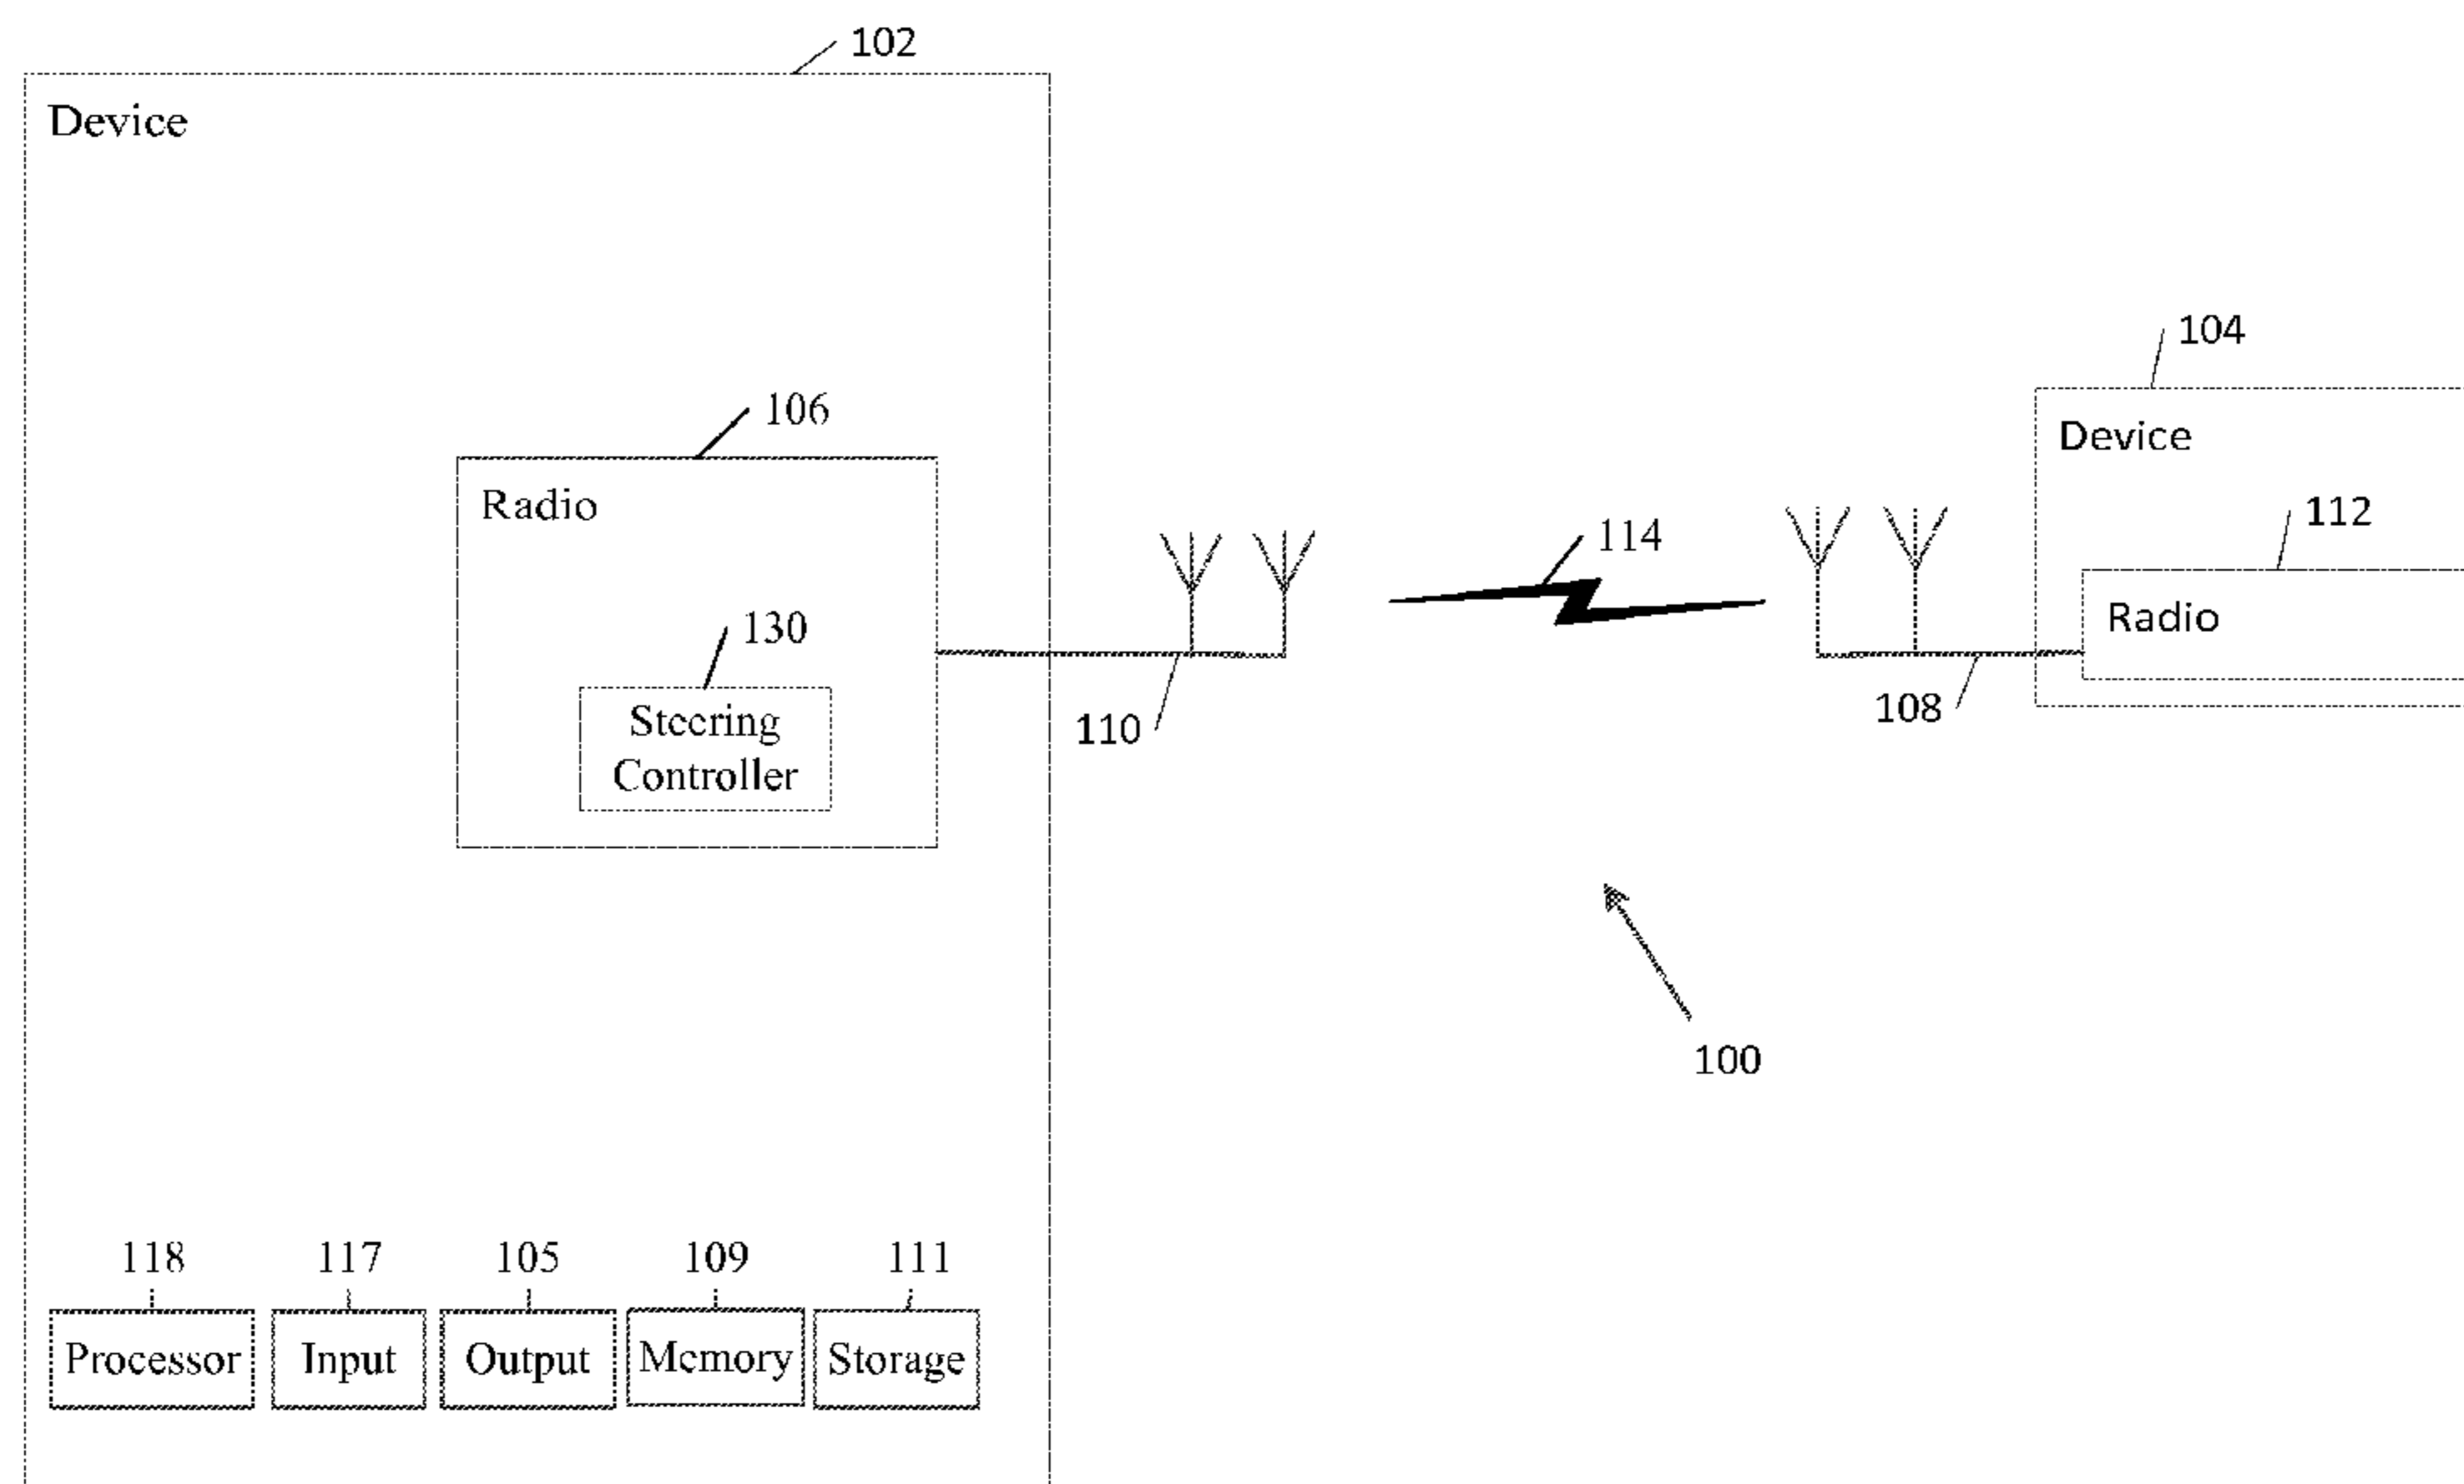 102
Device
104
Device
106
Radio
112
Radio
114
130
Steering
Controller
110
108
100
118 117 105 109 111
Processor Input Output Memory Storage